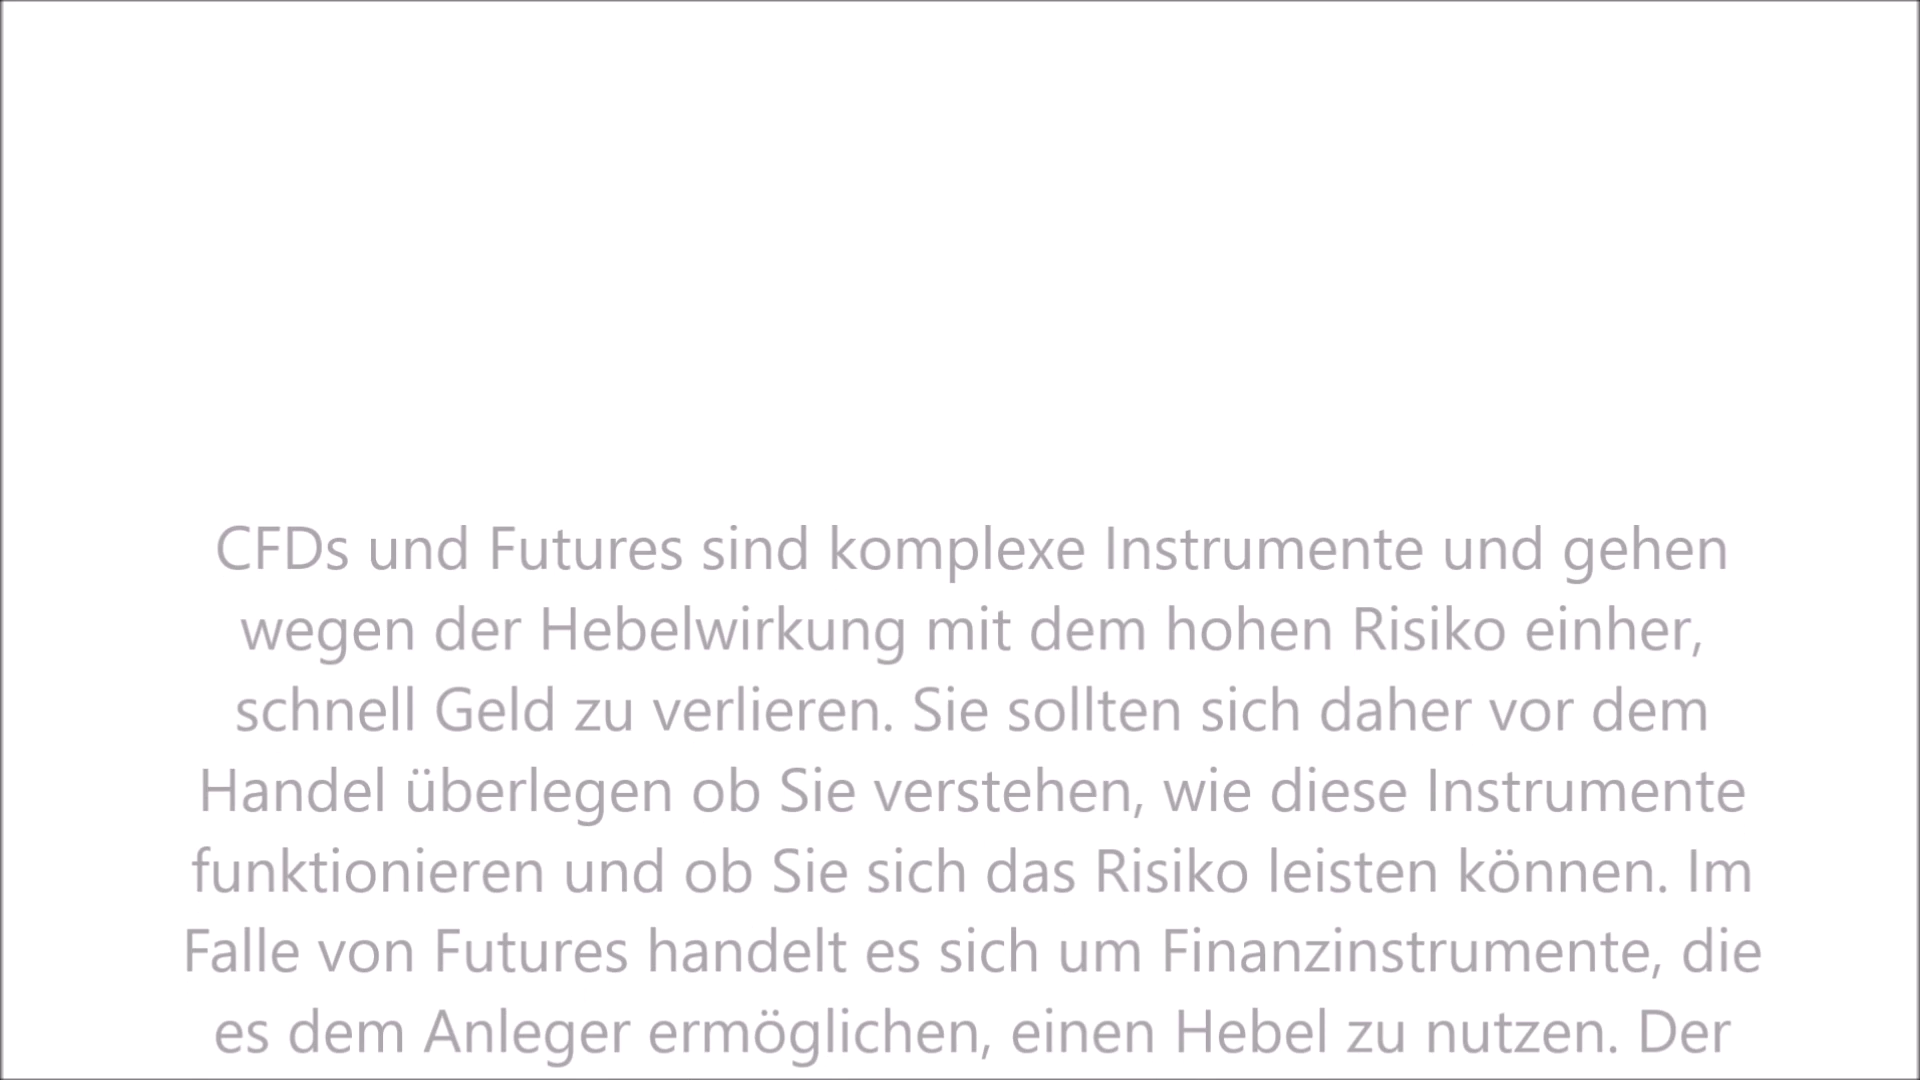 CFDs und Futures sind komplexe Instrumente und gehen
wegen der Hebelwirkung mit dem hohen Risiko einher,
schnell Geld zu verlieren. Sie sollten sich daher vor dem
Handel überlegen ob Sie verstehen, wie diese Instrumente
funktionieren und ob Sie sich das Risiko leisten können. Im
Falle von Futures handelt es sich um Finanzinstrumente, die
es dem Anleger ermöglichen, einen Hebel zu nutzen. Der